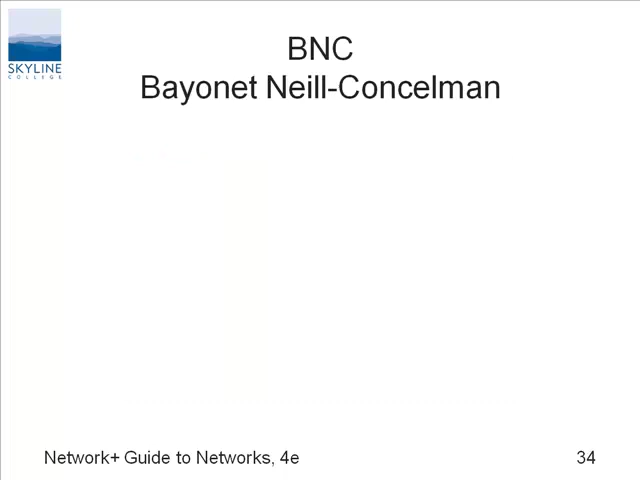 SKYLINE
COLLEGE
BNC
Bayonet Neill-Concelman
Network+ Guide to Networks, 4e
34